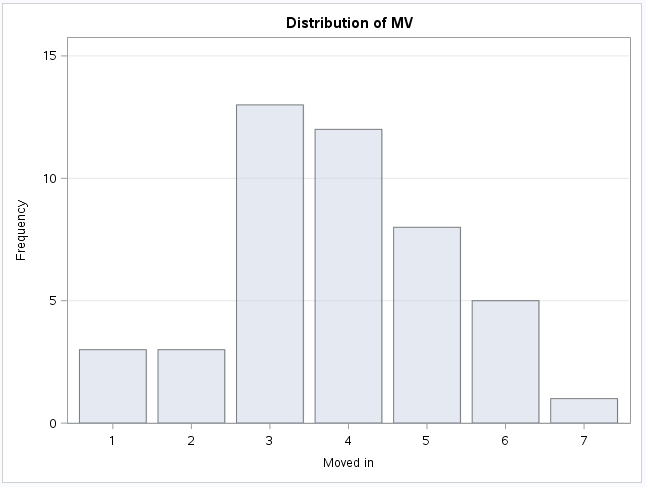 Distribution of MV
15
10
5
0
Frequency
1 2 3 4 5 6 7
Moved in